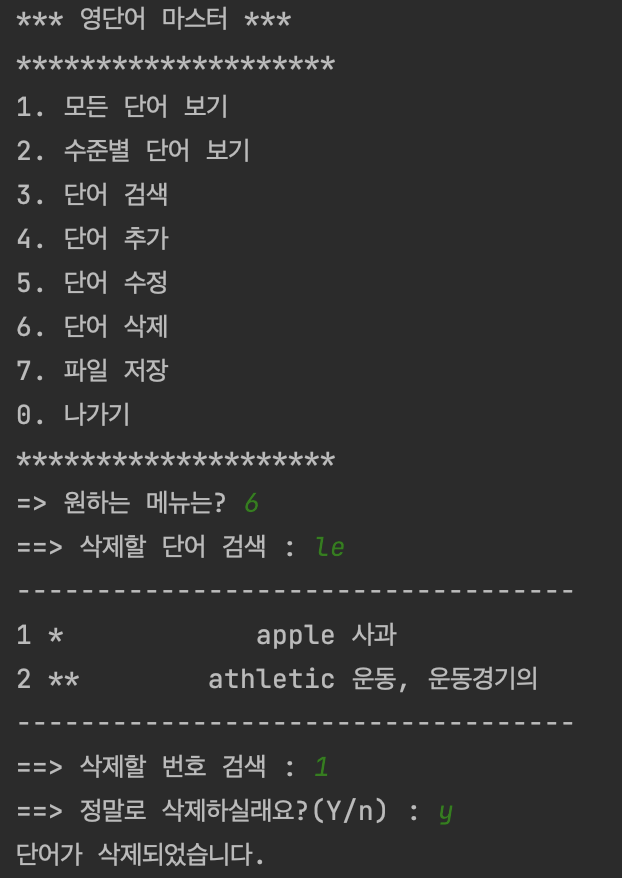 *** 영단어 마스터 ***
********************
1. 모든 단어 보기
2. 수준별 단어 보기
3. 단어 검색
4. 단어 추가
5. 단어 수정
6. 단어 삭제
7. 파일 저장
0. 나가기
********************
=> 원하는 메뉴는? 6
==> 삭제할 단어 검색 : le
-----------------------------------
1 *            apple 사과
2 **        athletic 운동, 운동경기의
-----------------------------------
==> 삭제할 번호 검색 : 1
==> 정말로 삭제하실래요?(Y/n) : y
단어가 삭제되었습니다.